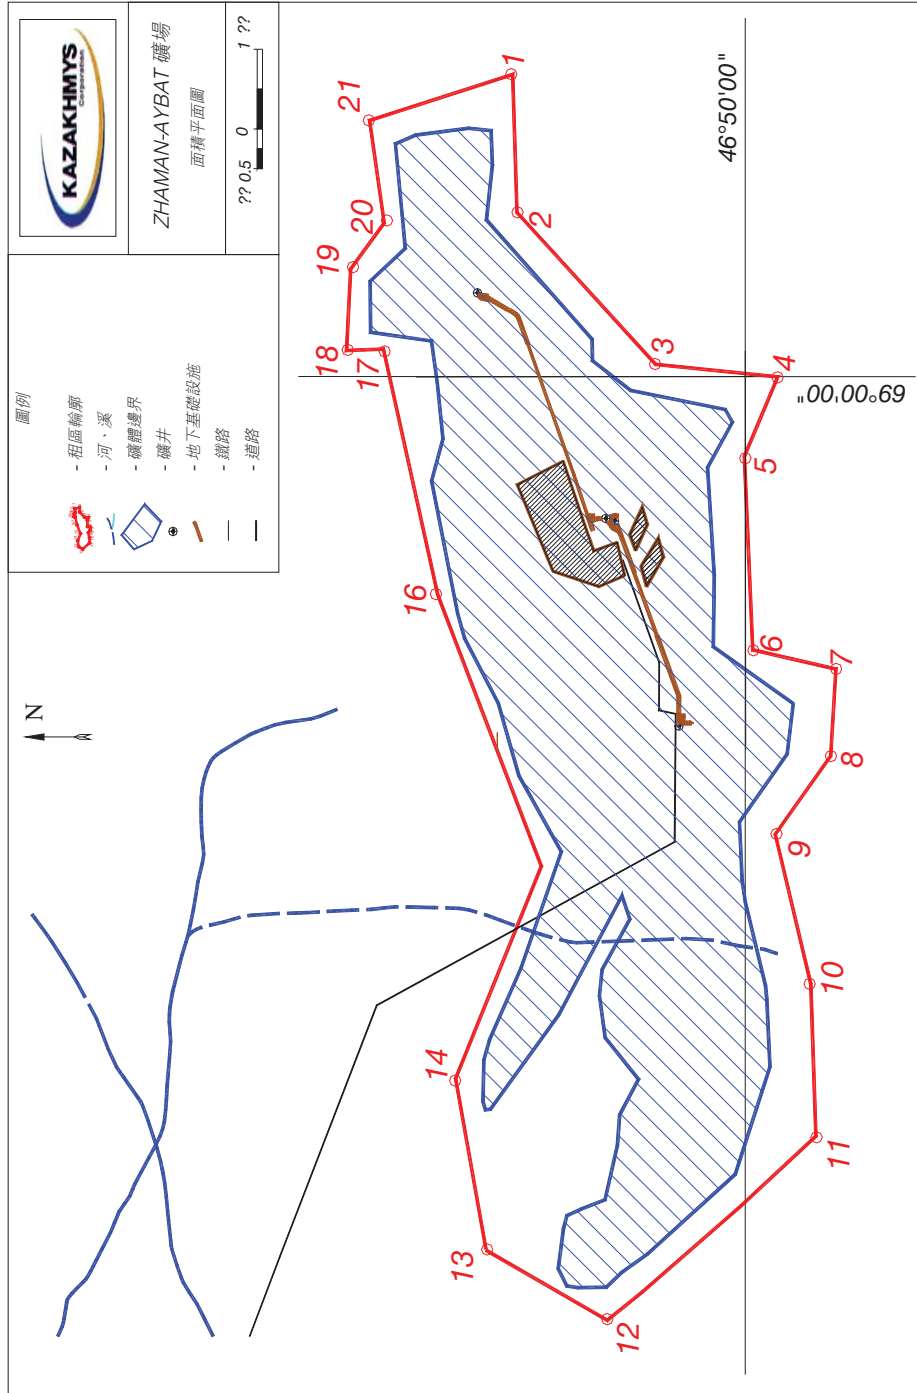 KAZAKHMYS
Corporation
ZHAMAN-AYBAT 礦場
面積平面圖
?? 0.5 0 1 ??
圖例
- 租區輪廓
- 河、溪
- 礦體邊界
- 礦井
- 地下基礎設施
- 鐵路
- 道路
N
1
2
3
4
5
6
7
8
9
10
11
12
13
14
16
17
18
19
20
21
46°50'00"
69°00'00"